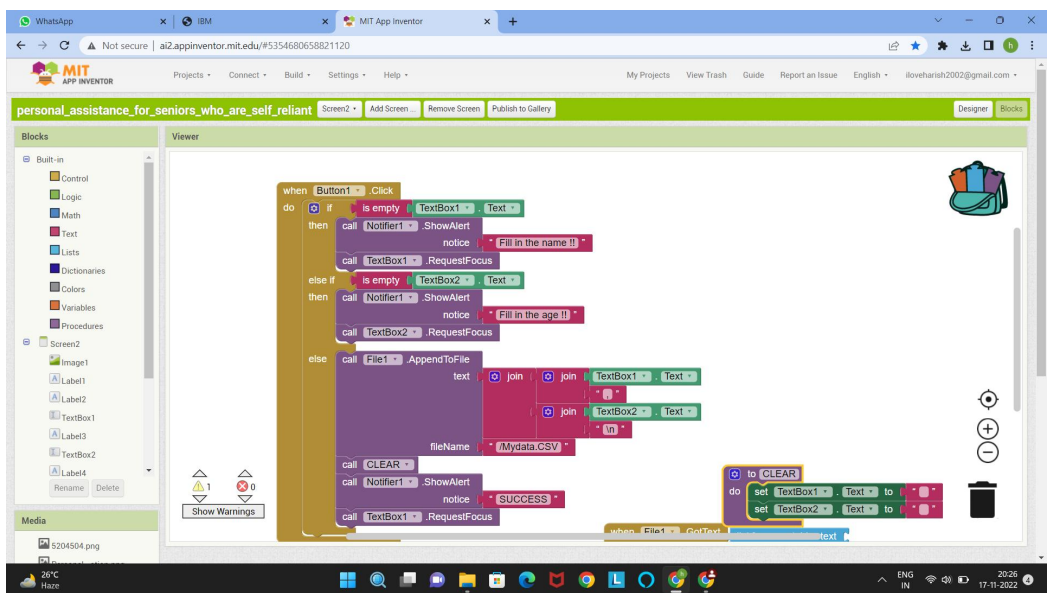 WhatsApp
IBM
MIT App Inventor
Not secure | ai2.appinventor.mit.edu/#5354680658821120
h
MIT
APP INVENTOR
Projects
Connect
Build
Settings
Help
My Projects
View Trash
Guide
Report an Issue
English
iloveharish2002@gmail.com
personal_assistance_for_seniors_who_are_self_reliant
Screen2
Add Screen ...
Remove Screen
Publish to Gallery
Designer
Blocks
Blocks
Viewer
Built-in
Control
Logic
Math
Text
Lists
Dictionaries
Colors
Variables
Procedures
Screen2
Image1
Label1
Label2
TextBox1
Label3
TextBox2
Label4
Rename
Delete
Media
5204504.png
when Button1 .Click
do if is empty TextBox1 . Text
then call Notifier1 .ShowAlert
notice " Fill in the name !! "
call TextBox1 .RequestFocus
else if is empty TextBox2 . Text
then call Notifier1 .ShowAlert
notice " Fill in the age !! "
call TextBox2 .RequestFocus
else call File1 .AppendToFile
text join join TextBox1 . Text
" , "
join TextBox2 . Text
" \n "
fileName " /Mydata.CSV "
call CLEAR
call Notifier1 .ShowAlert
notice " SUCCESS "
call TextBox1 .RequestFocus
to CLEAR
do set TextBox1 . Text to " "
set TextBox2 . Text to " "
when File1 .GotText
text
1
0
Show Warnings
26°C
Haze
L
ENG
IN
20:26
17-11-2022
4